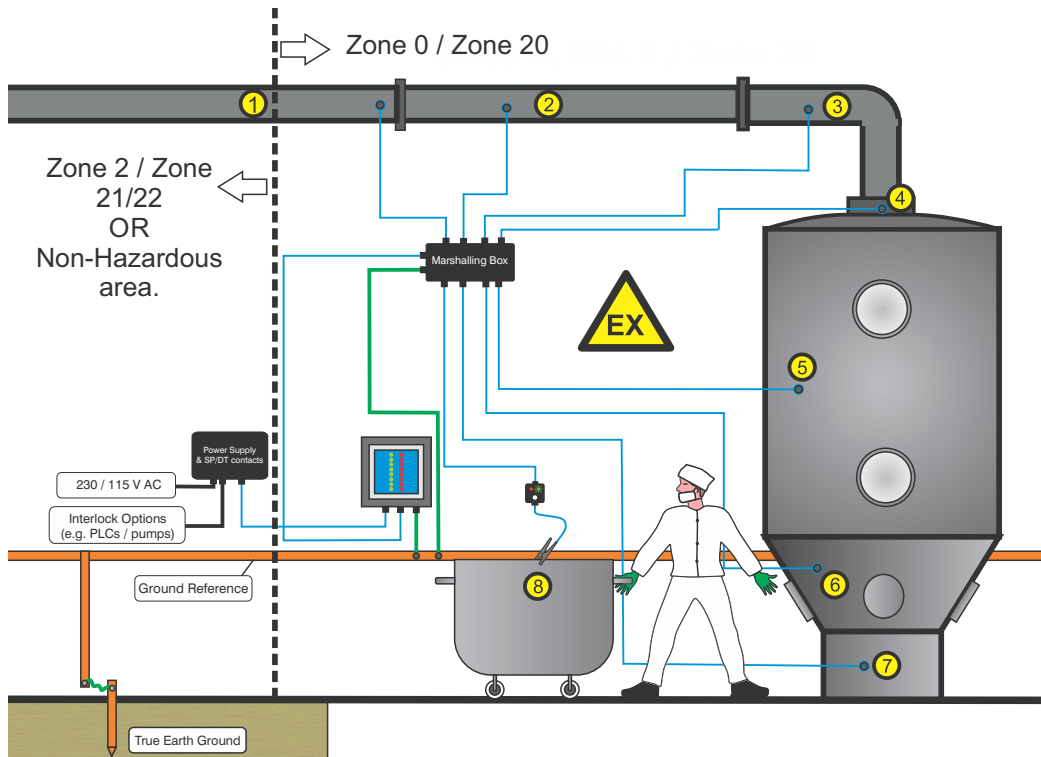 Zone 0 / Zone 20
1
2
3
Zone 2 / Zone
21/22
OR
Non-Hazardous
area.
4
Marshalling Box
EX
5
Power Supply
& SP/DT contacts
230 / 115 V AC
Interlock Options
(e.g. PLCs / pumps)
Ground Reference
8
6
7
True Earth Ground